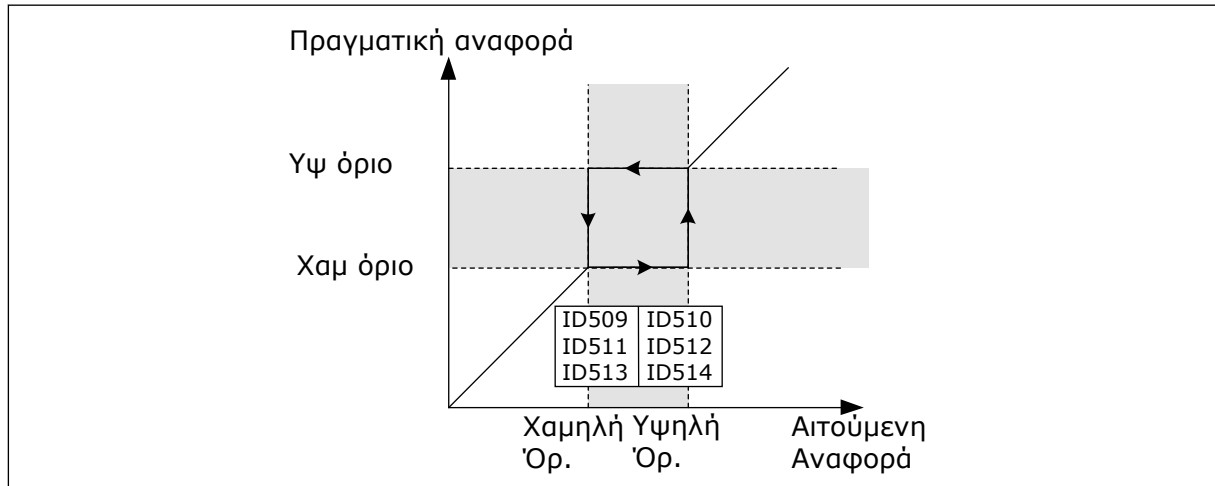 Πραγματική αναφορά
Υψ όριο
Χαμ όριο
ID509 ID510
ID511 ID512
ID513 ID514
Χαμηλή Υψηλή Αιτούμενη
Όρ. Όρ. Αναφορά